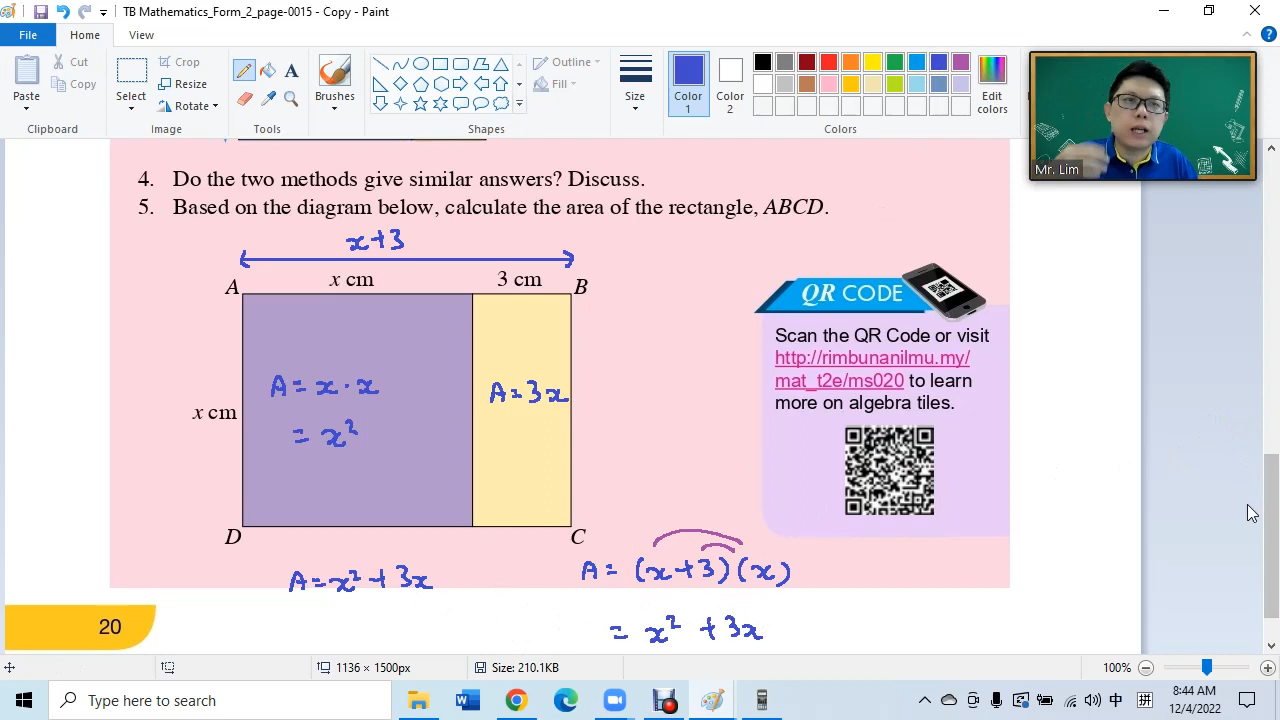 TB Mathematics_Form_2_page-0015 - Copy - Paint
File Home View
Paste Cut Copy Select Crop Resize Rotate Brushes Outline Fill Size Color 1 Color 2 Edit colors
Clipboard Image Tools Shapes Colors
Mr. Lim
4. Do the two methods give similar answers? Discuss.
5. Based on the diagram below, calculate the area of the rectangle, ABCD.
x+3
A x cm 3 cm B
x cm
A = x · x
= x²
A = 3x
D C
A = x² + 3x
A = (x+3)(x)
= x² + 3x
QR CODE
Scan the QR Code or visit
http://rimbunanilmu.my/
mat_t2e/ms020 to learn
more on algebra tiles.
20
1136 × 1500px Size: 210.1KB 100%
Type here to search
中 拼 8:44 AM
12/4/2022